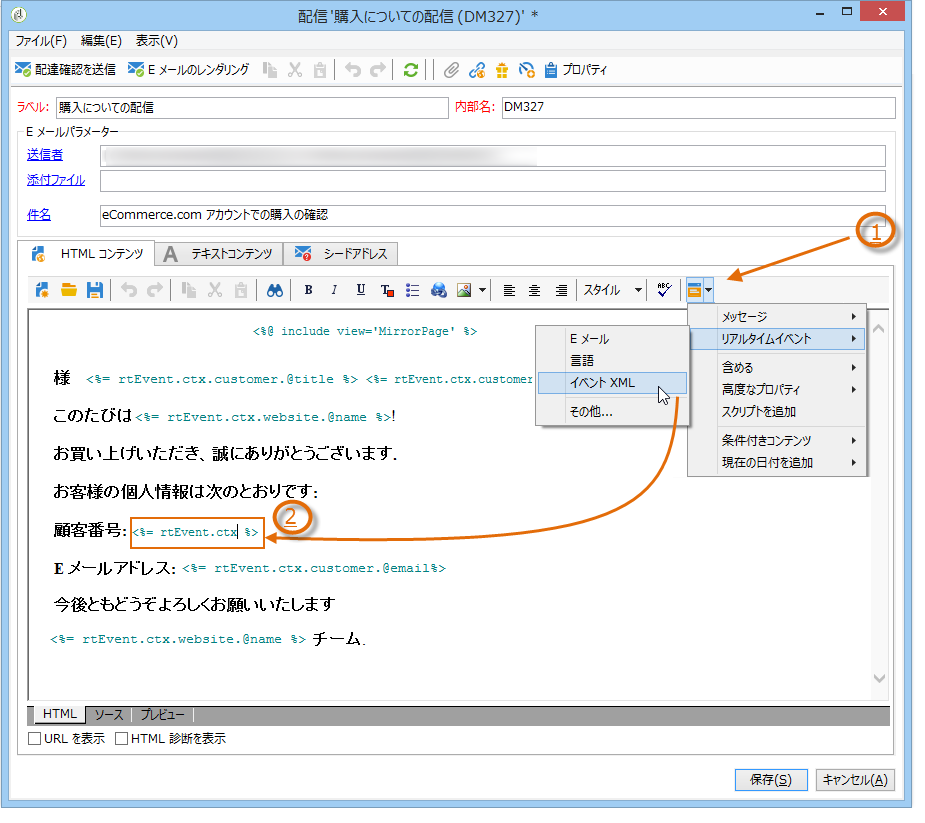 配信 '購入についての配信 (DM327)' *
ファイル(F) 編集(E) 表示(V)
配達確認を送信 E メールのレンダリング プロパティ
ラベル: 購入についての配信 内部名: DM327
E メールパラメーター
送信者
添付ファイル
件名 eCommerce.com アカウントでの購入の確認
1
HTML コンテンツ テキストコンテンツ シードアドレス
B I U T スタイル ABC
メッセージ
リアルタイムイベント
含める
高度なプロパティ
スクリプトを追加
条件付きコンテンツ
現在の日付を追加
E メール
言語
イベント XML
その他...
<%@ include view='MirrorPage' %>
様 <%= rtEvent.ctx.customer.@title %> <%= rtEvent.ctx.customer
このたびは <%= rtEvent.ctx.website.@name %>!
お買い上げいただき、誠にありがとうございます.
お客様の個人情報は次のとおりです:
2
顧客番号: <%= rtEvent.ctx %>
E メールアドレス: <%= rtEvent.ctx.customer.@email%>
今後ともどうぞよろしくお願いいたします
<%= rtEvent.ctx.website.@name %> チーム.
HTML ソース プレビュー
URL を表示 HTML 診断を表示
保存(S) キャンセル(A)